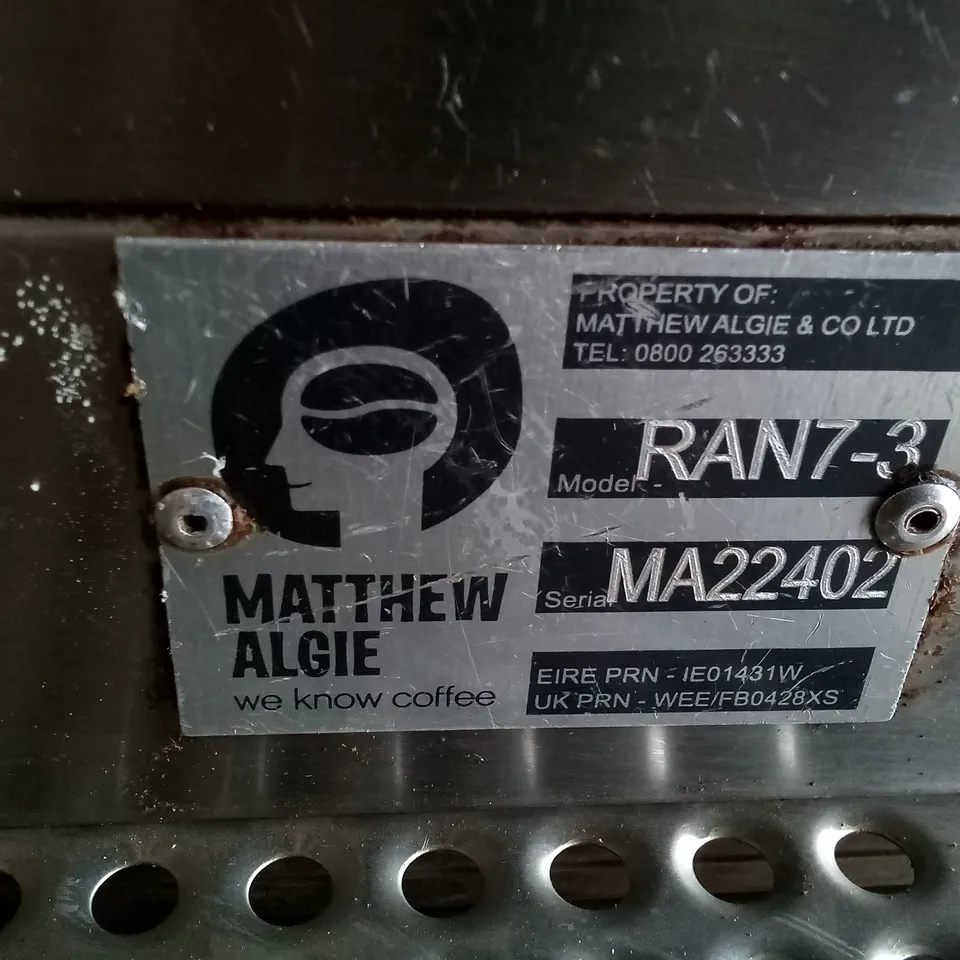 PROPERTY OF:
MATTHEW ALGIE & CO LTD
TEL: 0800 263333
Model - RAN7-3
Serial MA22402
EIRE PRN - IE01431W
UK PRN - WEE/FB0428XS
MATTHEW
ALGIE
we know coffee